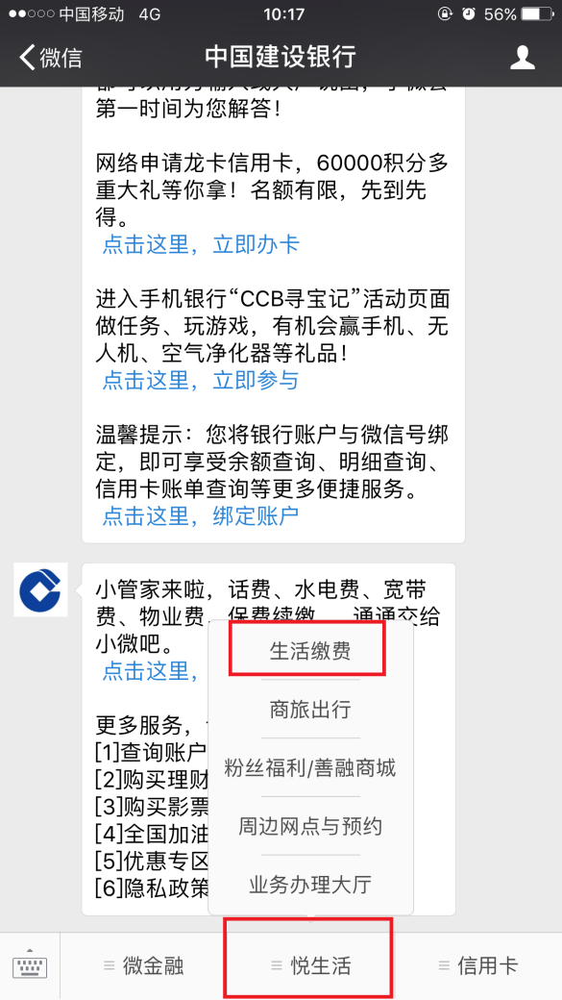 中国移动 4G 10:17 56%
微信 中国建设银行
第一时间为您解答！
网络申请龙卡信用卡，60000积分多
重大礼等你拿！名额有限，先到先
得。
点击这里，立即办卡
进入手机银行“CCB寻宝记”活动页面
做任务、玩游戏，有机会赢手机、无
人机、空气净化器等礼品！
点击这里，立即参与
温馨提示：您将银行账户与微信号绑
定，即可享受余额查询、明细查询、
信用卡账单查询等更多便捷服务。
点击这里，绑定账户
小管家来啦，话费、水电费、宽带
费、物业费、保费续缴……通通交给
小微吧。
点击这里，
更多服务，
[1]查询账户
[2]购买理财
[3]购买影票
[4]全国加油
[5]优惠专区
[6]隐私政策
生活缴费
商旅出行
粉丝福利/善融商城
周边网点与预约
业务办理大厅
微金融 悦生活 信用卡